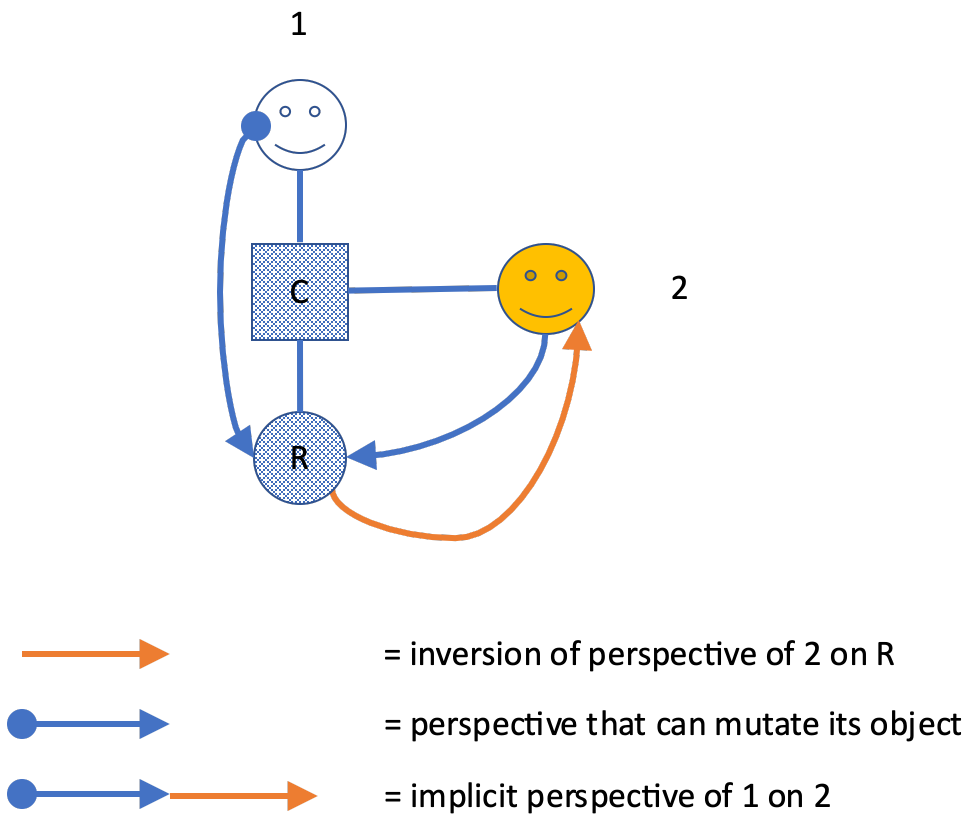 1
C
2
R
= inversion of perspective of 2 on R
= perspective that can mutate its object
= implicit perspective of 1 on 2